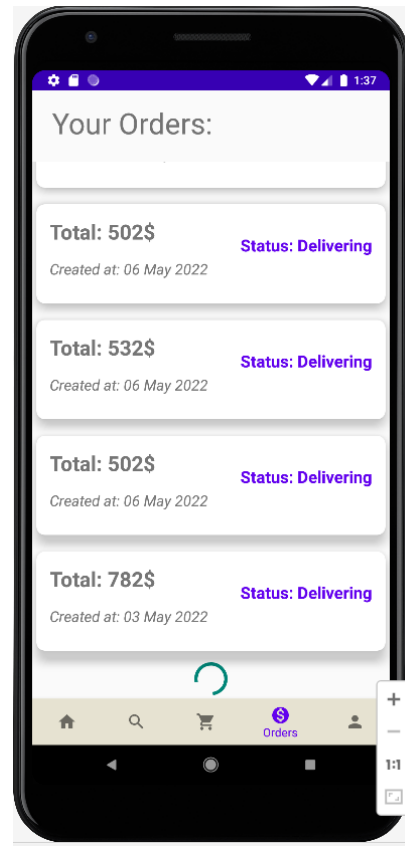 1:37
Your Orders:
Total: 502$
Status: Delivering
Created at: 06 May 2022
Total: 532$
Status: Delivering
Created at: 06 May 2022
Total: 502$
Status: Delivering
Created at: 06 May 2022
Total: 782$
Status: Delivering
Created at: 03 May 2022
$
Orders
1:1